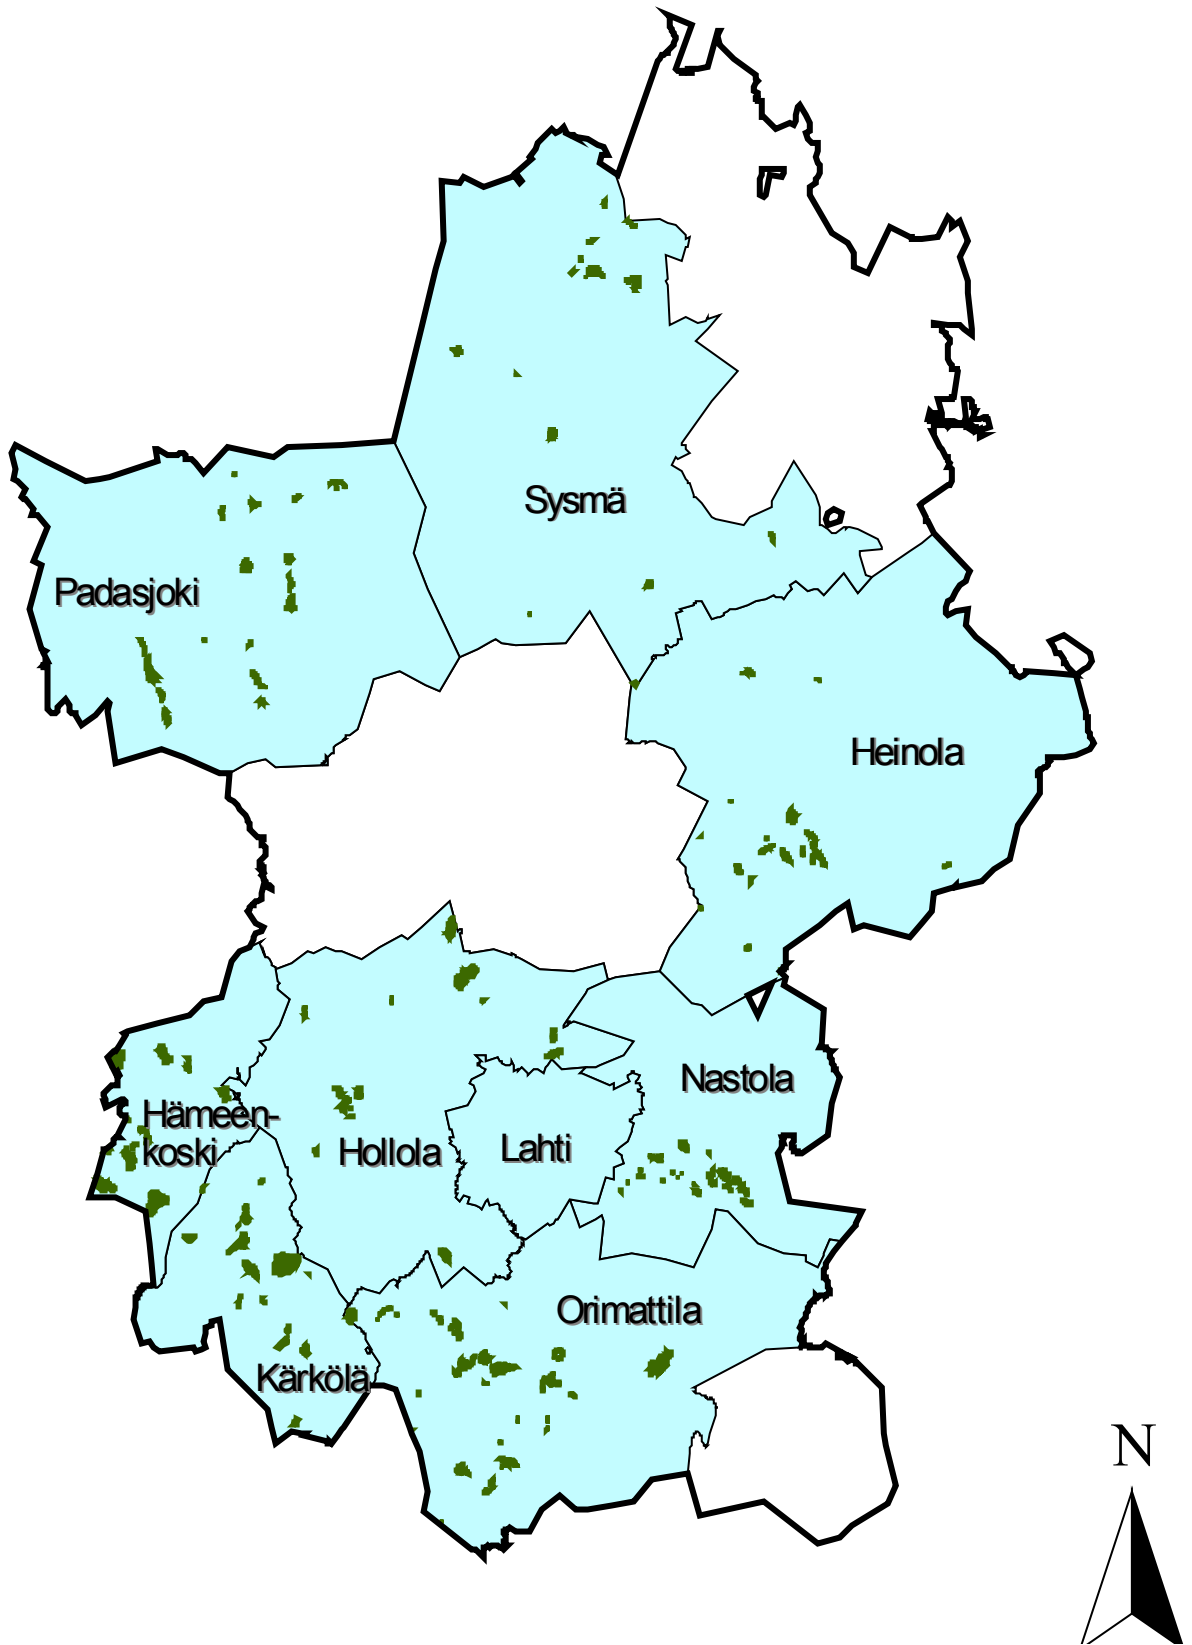 Sysmä
Padasjoki
Heinola
Nastola
Hämeen-
koski
Hollola
Lahti
Orimattila
Kärkölä
N